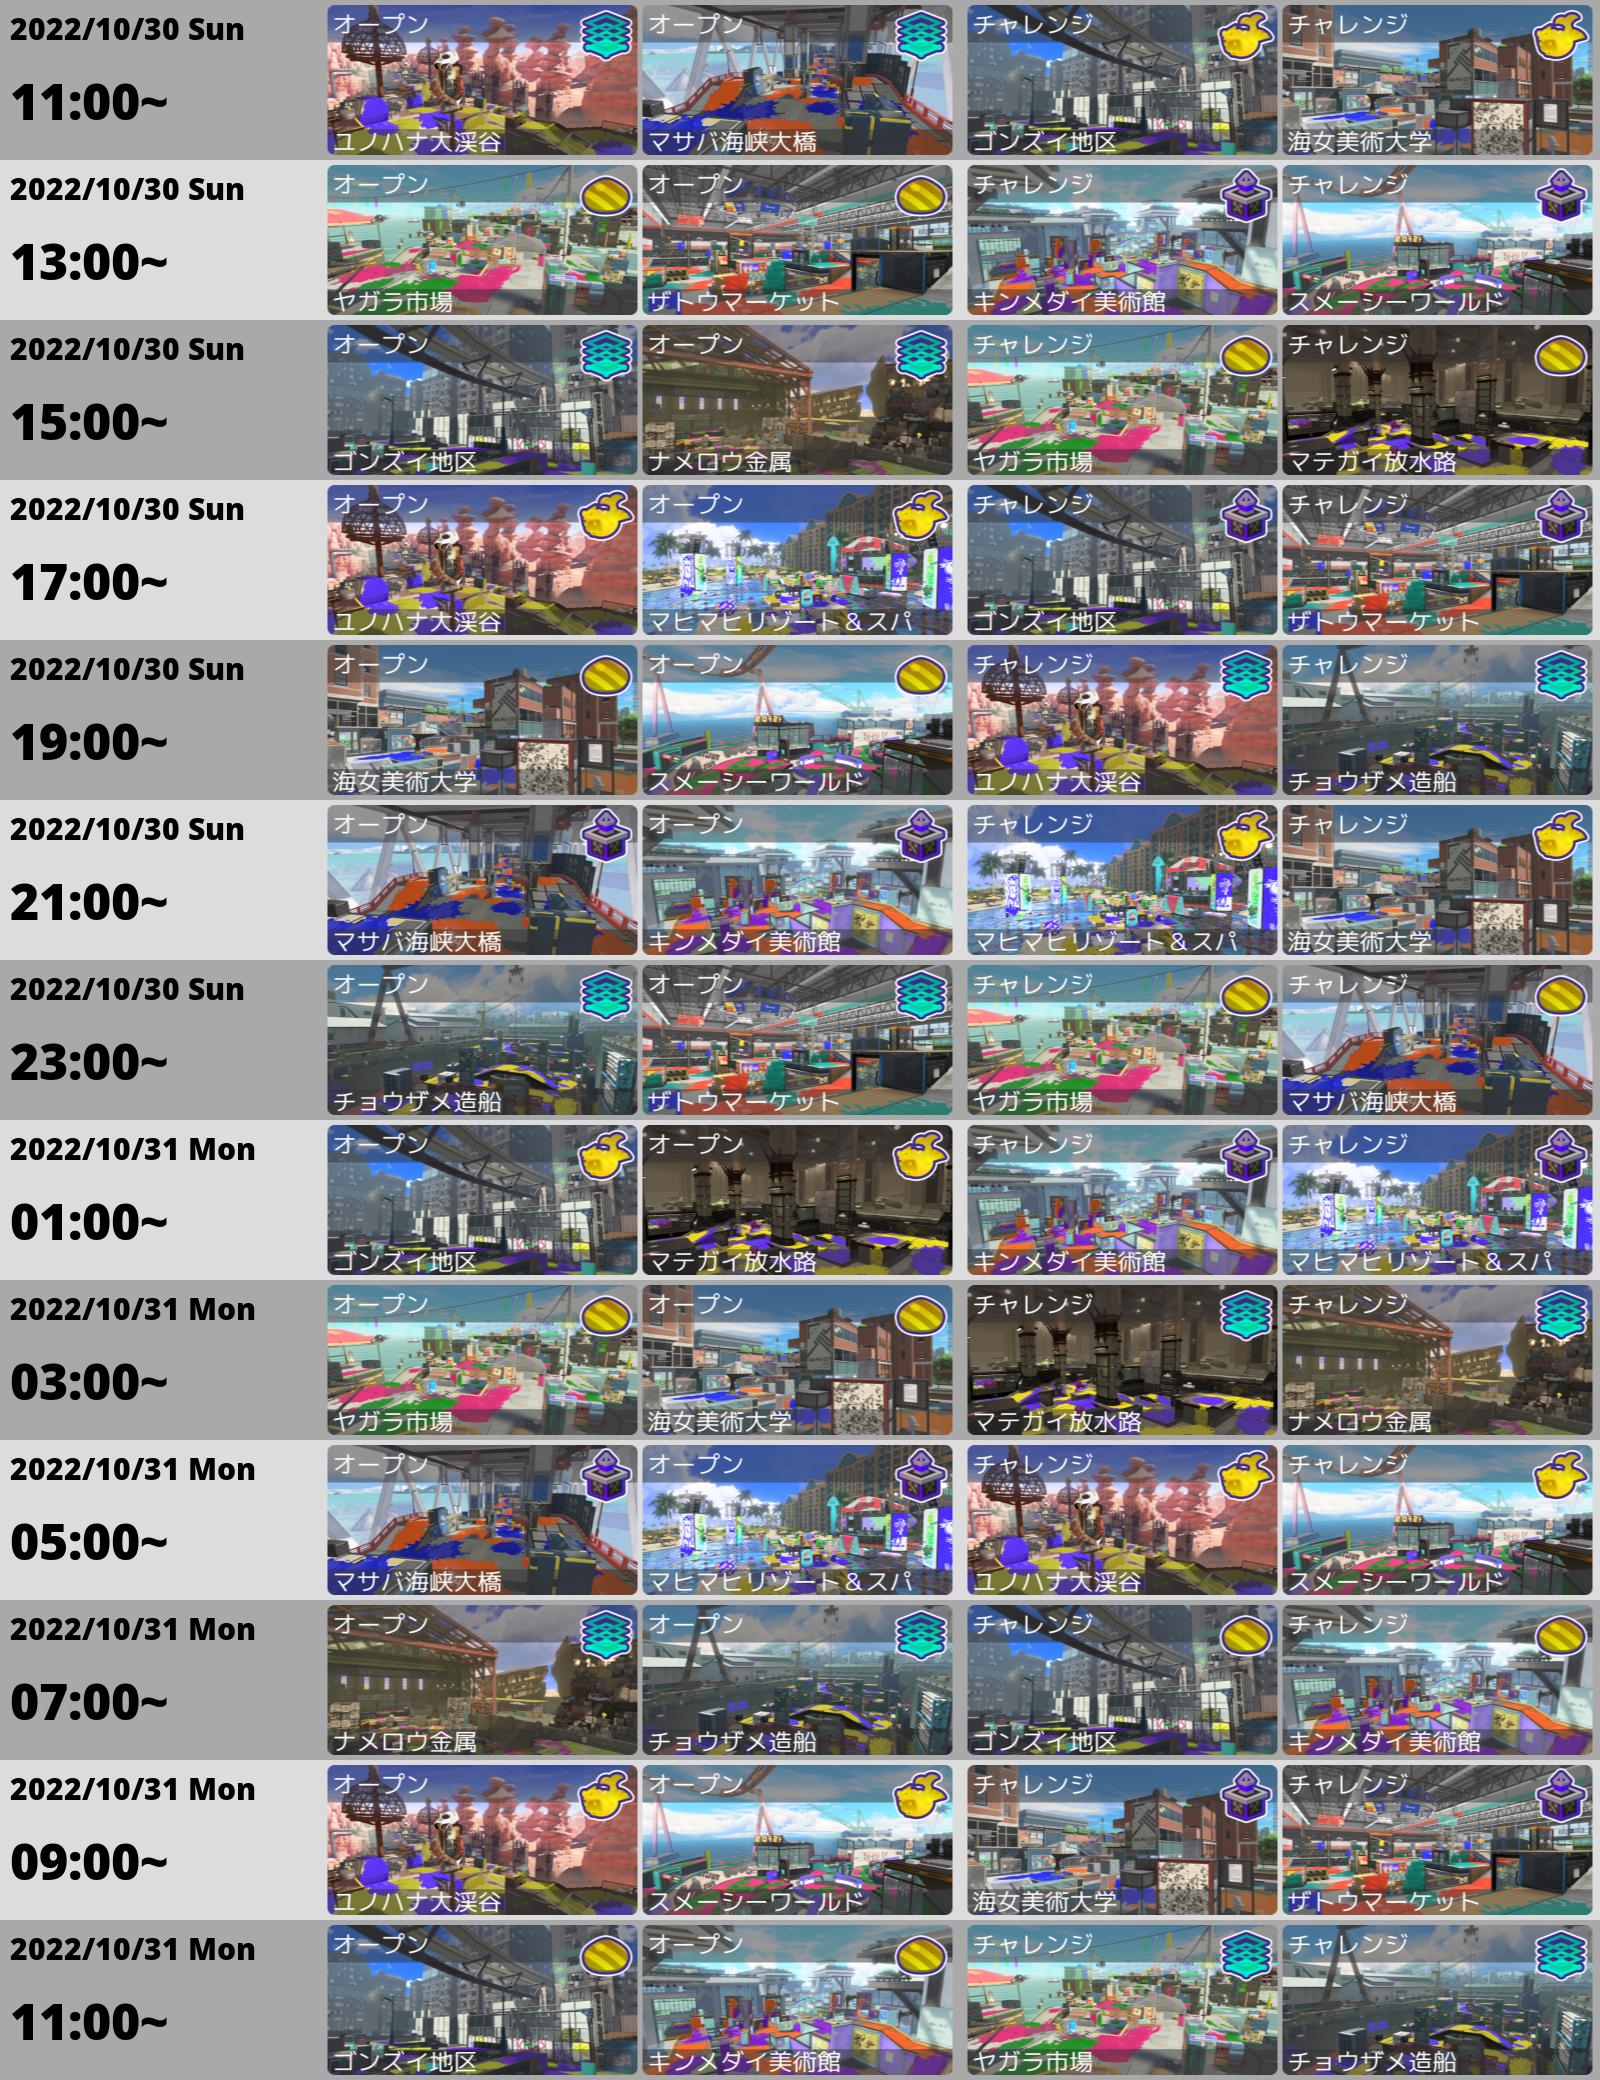 2022/10/30 Sun
11:00~
オープン
ユノハナ大渓谷
オープン
マサバ海峡大橋
チャレンジ
ゴンズイ地区
チャレンジ
海女美術大学
2022/10/30 Sun
13:00~
オープン
ヤガラ市場
オープン
ザトウマーケット
チャレンジ
キンメダイ美術館
チャレンジ
スメーシーワールド
2022/10/30 Sun
15:00~
オープン
ゴンズイ地区
オープン
ナメロウ金属
チャレンジ
ヤガラ市場
チャレンジ
マテガイ放水路
2022/10/30 Sun
17:00~
オープン
ユノハナ大渓谷
オープン
マヒマヒリゾート＆スパ
チャレンジ
ゴンズイ地区
チャレンジ
ザトウマーケット
2022/10/30 Sun
19:00~
オープン
海女美術大学
オープン
スメーシーワールド
チャレンジ
ユノハナ大渓谷
チャレンジ
チョウザメ造船
2022/10/30 Sun
21:00~
オープン
マサバ海峡大橋
オープン
キンメダイ美術館
チャレンジ
マヒマヒリゾート＆スパ
チャレンジ
海女美術大学
2022/10/30 Sun
23:00~
オープン
チョウザメ造船
オープン
ザトウマーケット
チャレンジ
ヤガラ市場
チャレンジ
マサバ海峡大橋
2022/10/31 Mon
01:00~
オープン
ゴンズイ地区
オープン
マテガイ放水路
チャレンジ
キンメダイ美術館
チャレンジ
マヒマヒリゾート＆スパ
2022/10/31 Mon
03:00~
オープン
ヤガラ市場
オープン
海女美術大学
チャレンジ
マテガイ放水路
チャレンジ
ナメロウ金属
2022/10/31 Mon
05:00~
オープン
マサバ海峡大橋
オープン
マヒマヒリゾート＆スパ
チャレンジ
ユノハナ大渓谷
チャレンジ
スメーシーワールド
2022/10/31 Mon
07:00~
オープン
ナメロウ金属
オープン
チョウザメ造船
チャレンジ
ゴンズイ地区
チャレンジ
キンメダイ美術館
2022/10/31 Mon
09:00~
オープン
ユノハナ大渓谷
オープン
スメーシーワールド
チャレンジ
海女美術大学
チャレンジ
ザトウマーケット
2022/10/31 Mon
11:00~
オープン
ゴンズイ地区
オープン
キンメダイ美術館
チャレンジ
ヤガラ市場
チャレンジ
チョウザメ造船